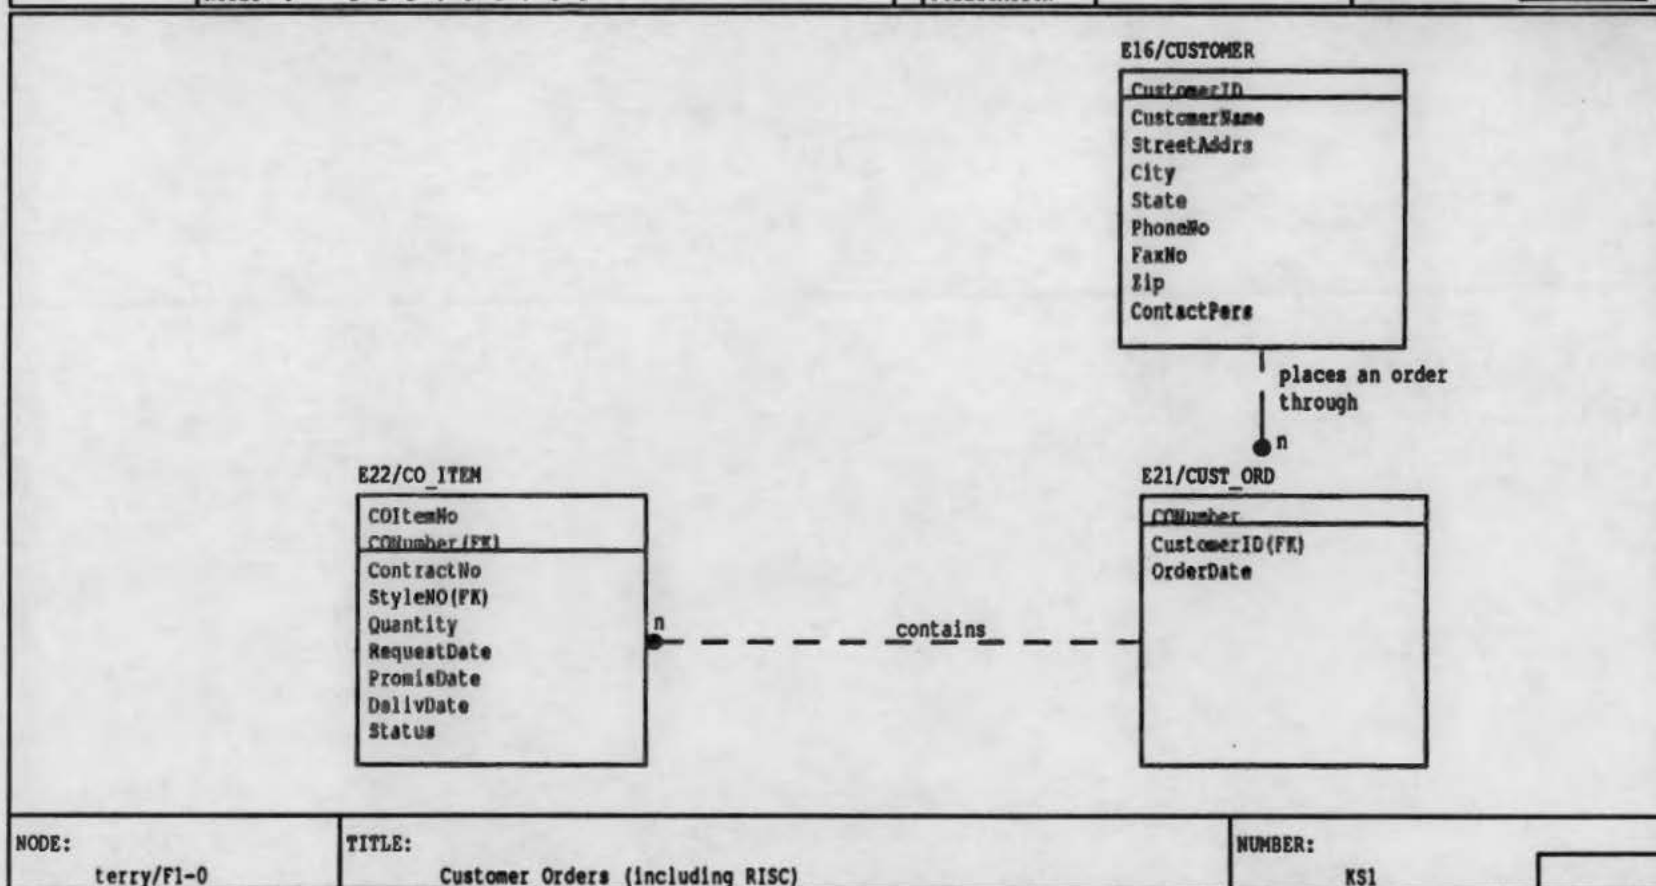 E16/CUSTOMER
CustomerID
CustomerName
StreetAddrs
City
State
PhoneNo
FaxNo
Zip
ContactPers
places an order
through
n
E22/CO_ITEM
COItemNo
CONumber(FK)
ContractNo
StyleNO(FK)
Quantity
RequestDate
PromisDate
DelivDate
Status
n
contains
E21/CUST_ORD
CONumber
CustomerID(FK)
OrderDate
NODE:
terry/F1-0
TITLE:
Customer Orders (including RISC)
NUMBER:
KS1